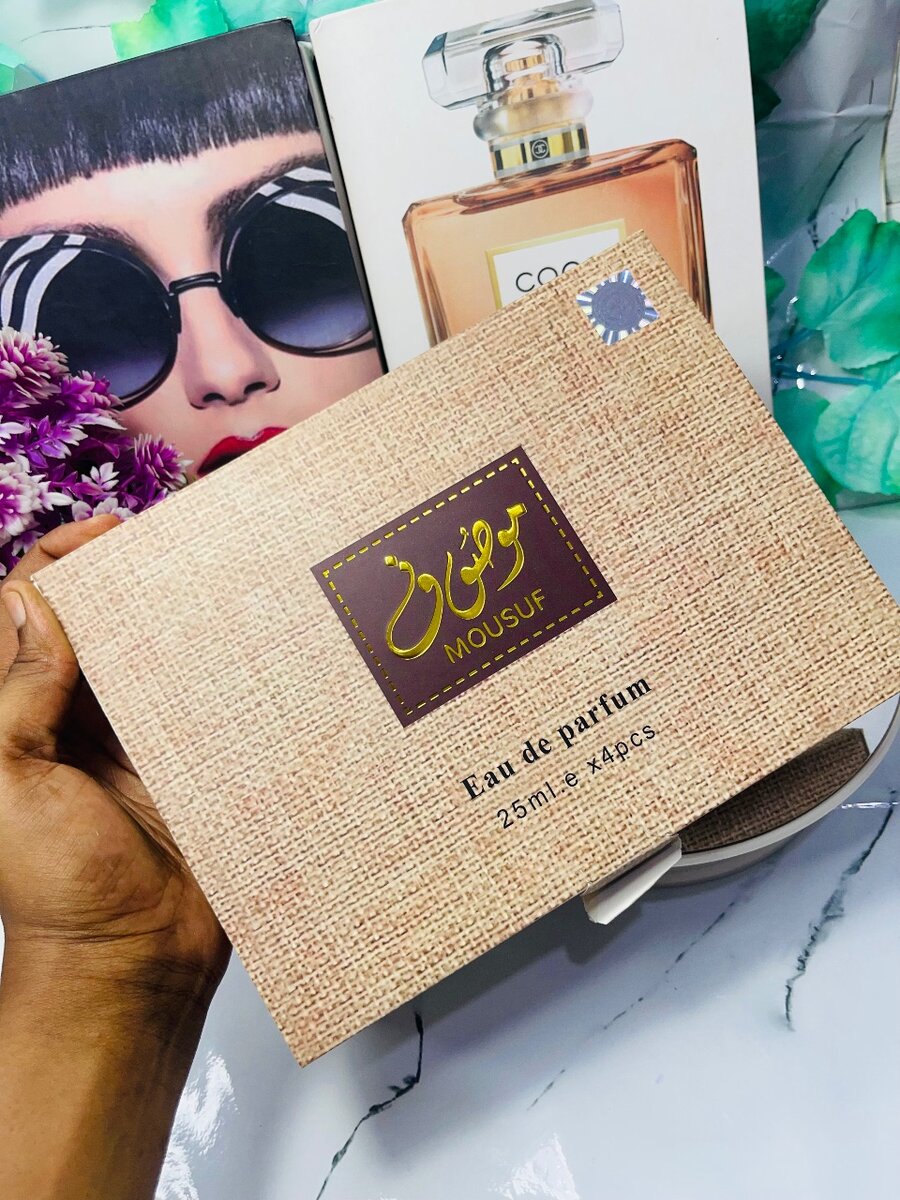 COCO
موصوف
MOUSUF
Eau de parfum
25ml.e x4pcs